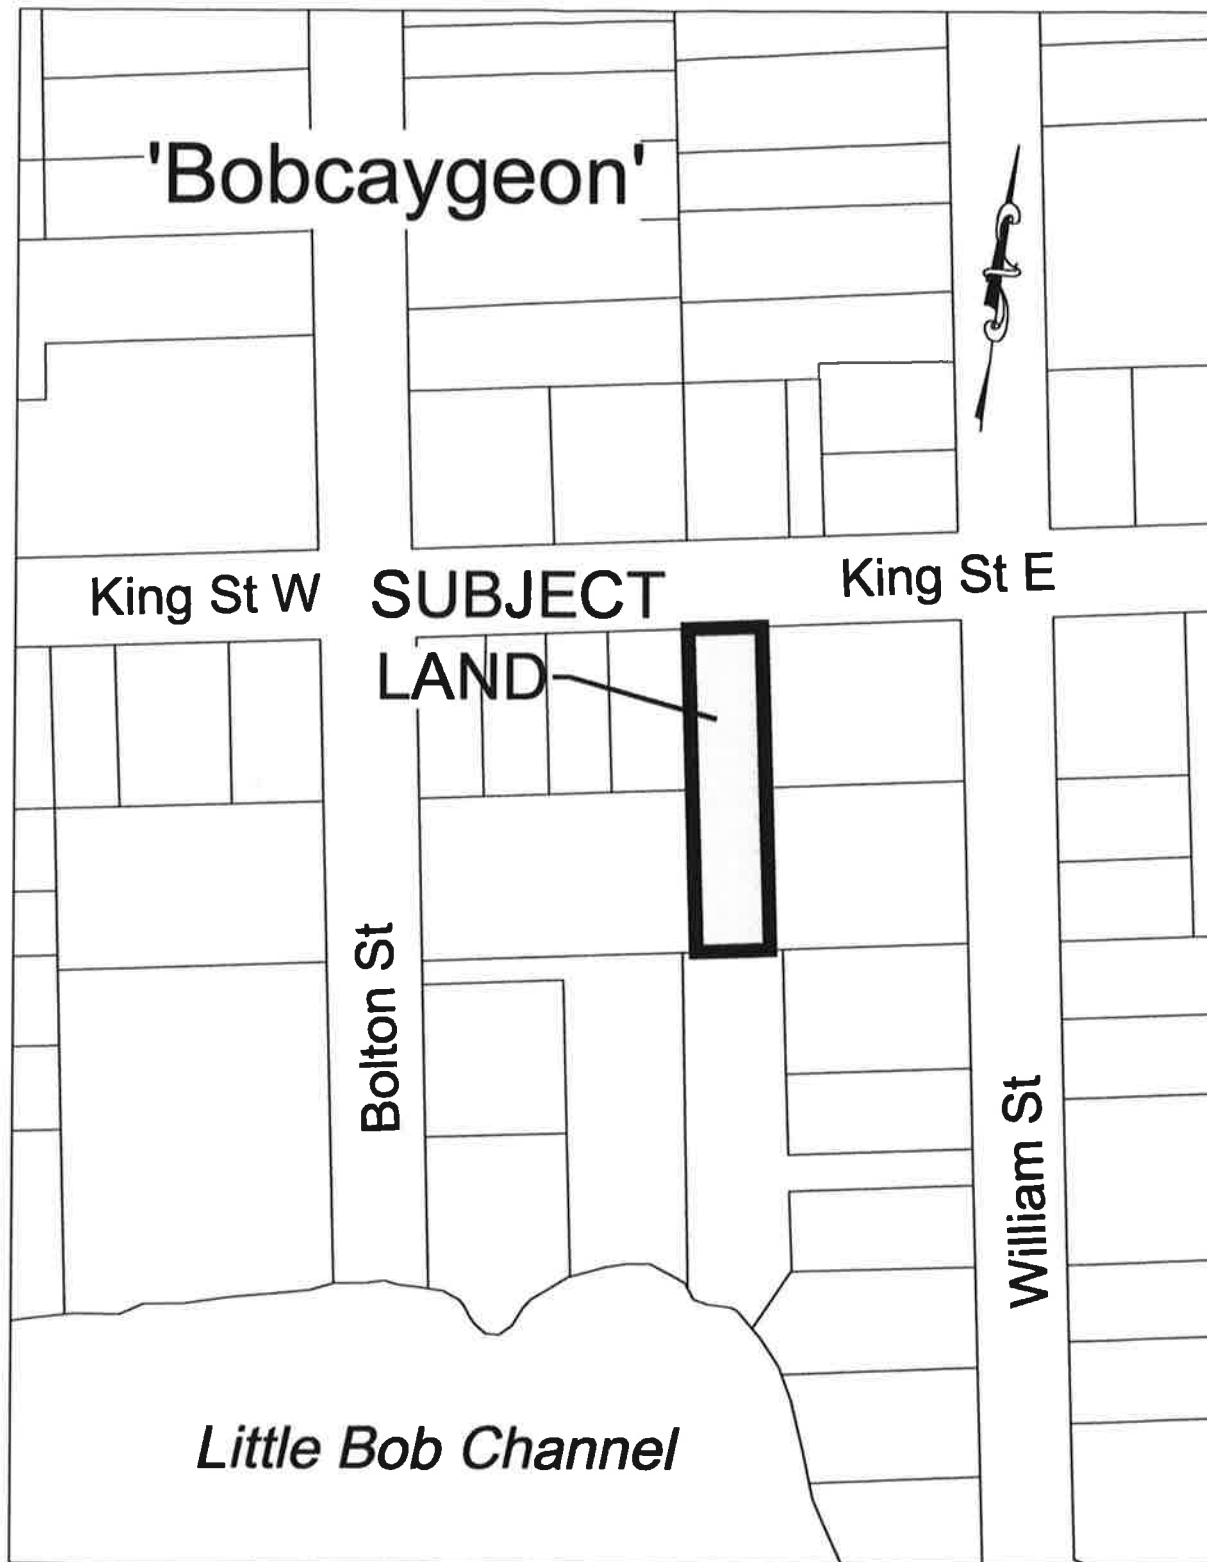 'Bobcaygeon'
King St W
SUBJECT
LAND
King St E
Bolton St
William St
Little Bob Channel